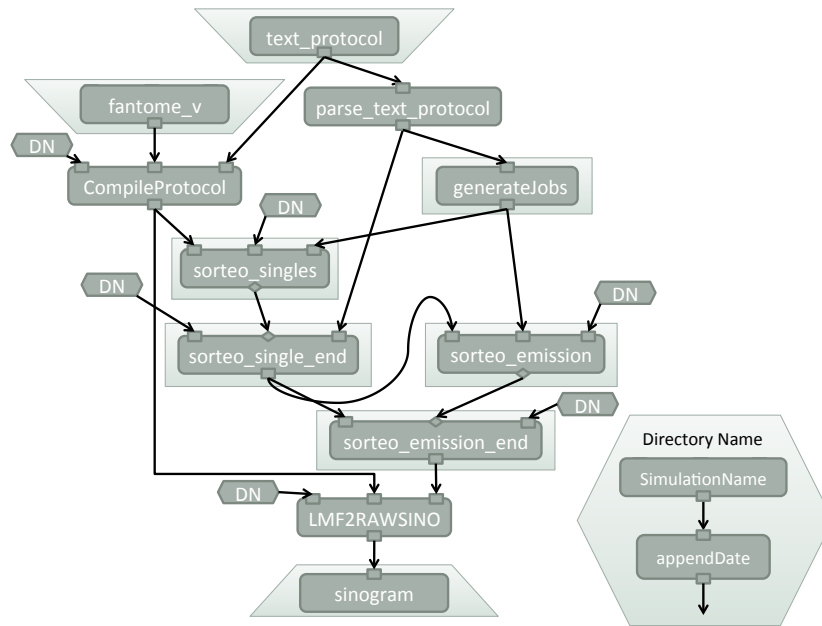 text_protocol
fantome_v
parse_text_protocol
DN
CompileProtocol
generateJobs
DN
sorteo_singles
DN
DN
sorteo_single_end
sorteo_emission
DN
sorteo_emission_end
Directory Name
SimulationName
DN
LMF2RAWSINO
appendDate
sinogram